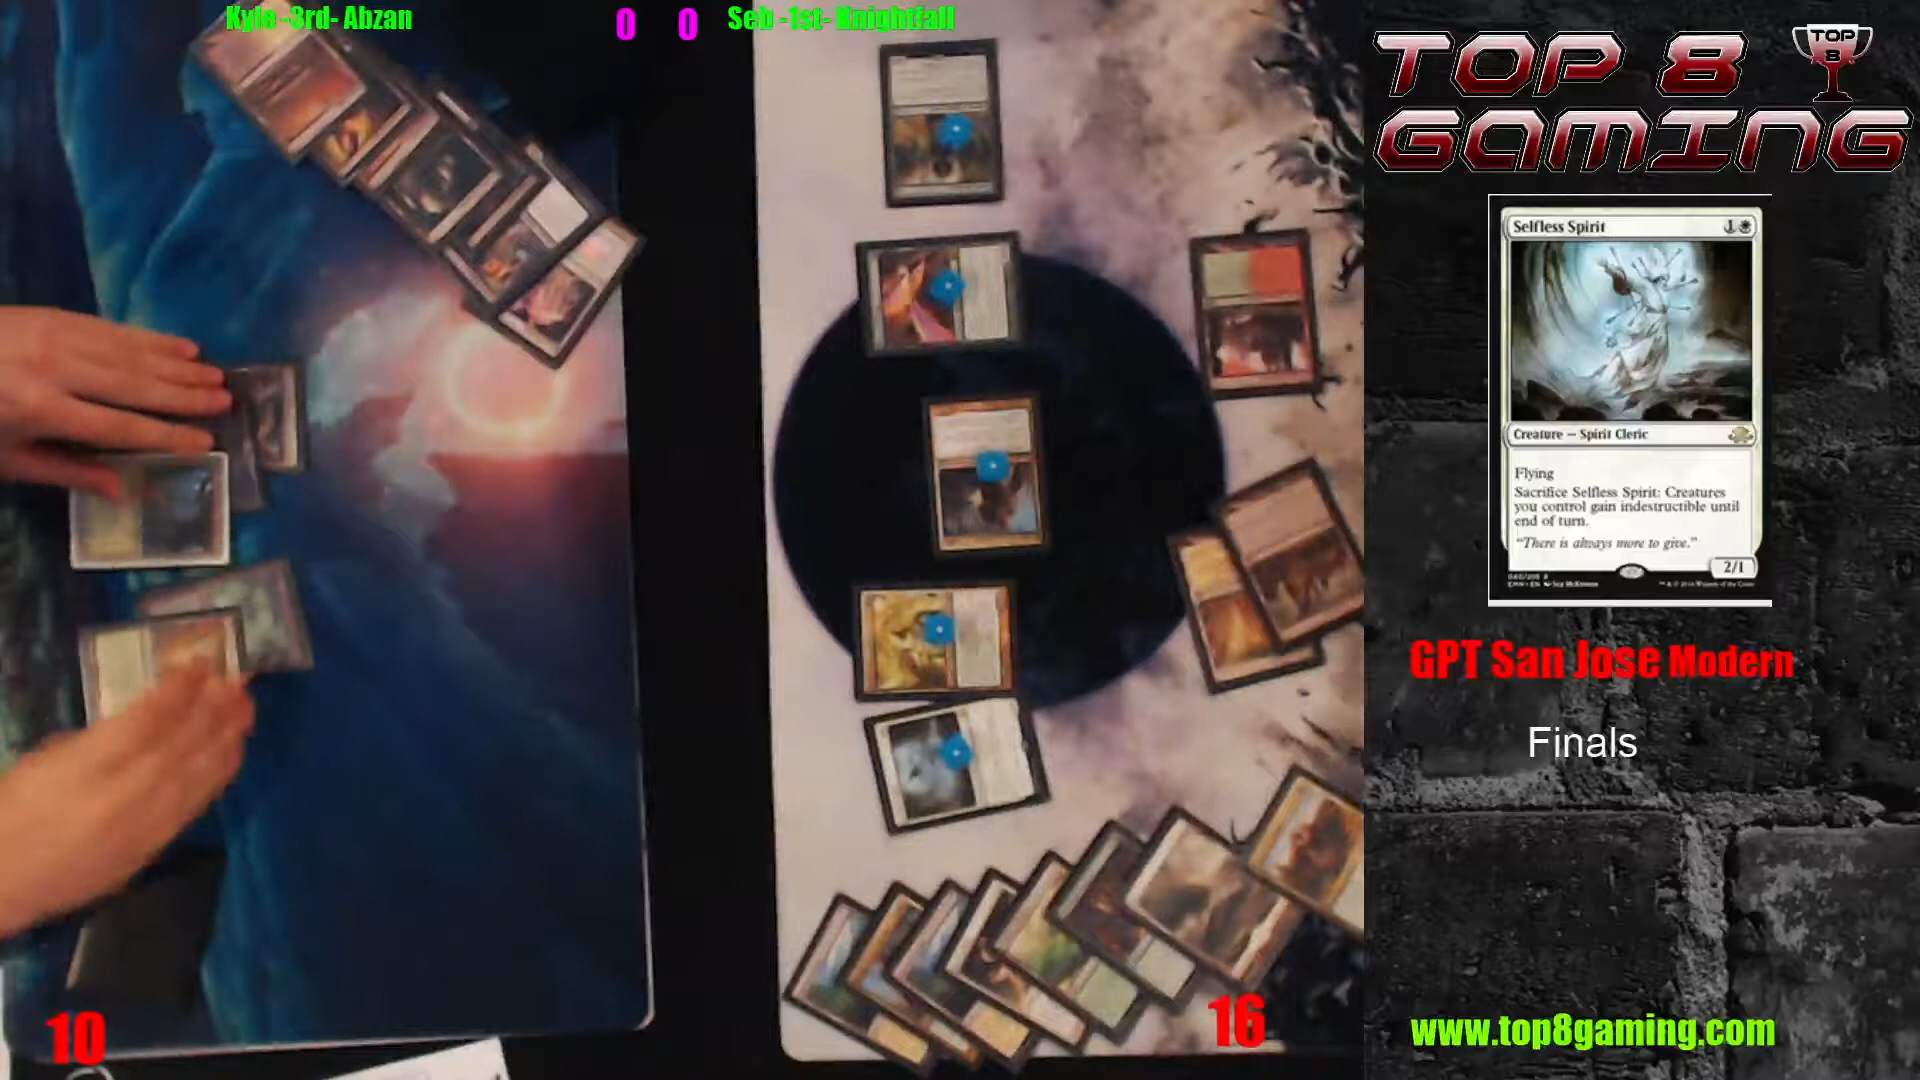 Kyle -3rd- Abzan
0 0
Seb -1st- Knightfall
TOP 8
TOP
8
GAMING
Selfless Spirit 1
Creature — Spirit Cleric
Flying
Sacrifice Selfless Spirit: Creatures
you control gain indestructible until
end of turn.
"There is always more to give."
2/1
GPT San Jose Modern
Finals
10
16
www.top8gaming.com